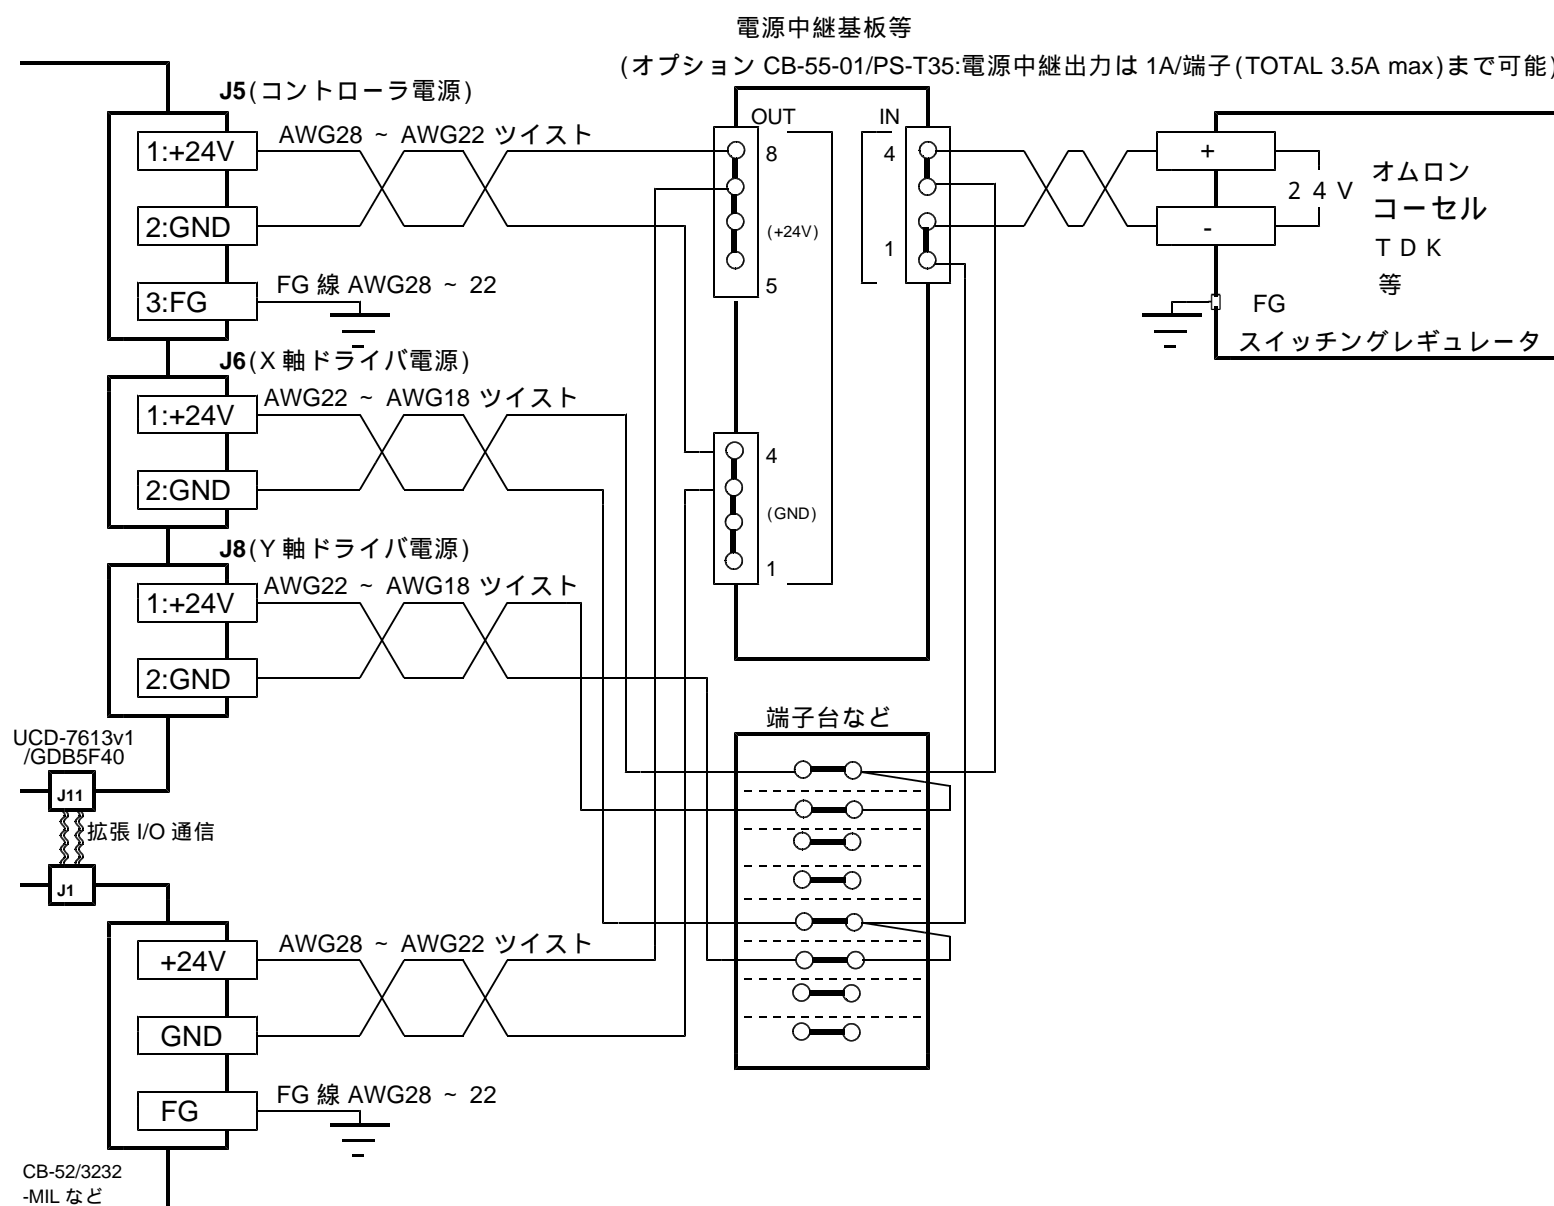 電源中継基板等
(オプション CB-55-01/PS-T35:電源中継出力は 1A/端子(TOTAL 3.5A max)まで可能)
J5(コントローラ電源)
AWG28 ~ AWG22 ツイスト
1:+24V
2:GND
FG 線 AWG28 ~ 22
3:FG
OUT
8
(+24V)
5
IN
4
1
+
-
24V
オムロン
コーセル
TDK
等
FG
スイッチングレギュレータ
J6(X 軸ドライバ電源)
AWG22 ~ AWG18 ツイスト
1:+24V
2:GND
4
(GND)
1
J8(Y 軸ドライバ電源)
AWG22 ~ AWG18 ツイスト
1:+24V
2:GND
端子台など
UCD-7613v1
/GDB5F40
J11
拡張 I/O 通信
J1
AWG28 ~ AWG22 ツイスト
+24V
GND
FG 線 AWG28 ~ 22
FG
CB-52/3232
-MIL など